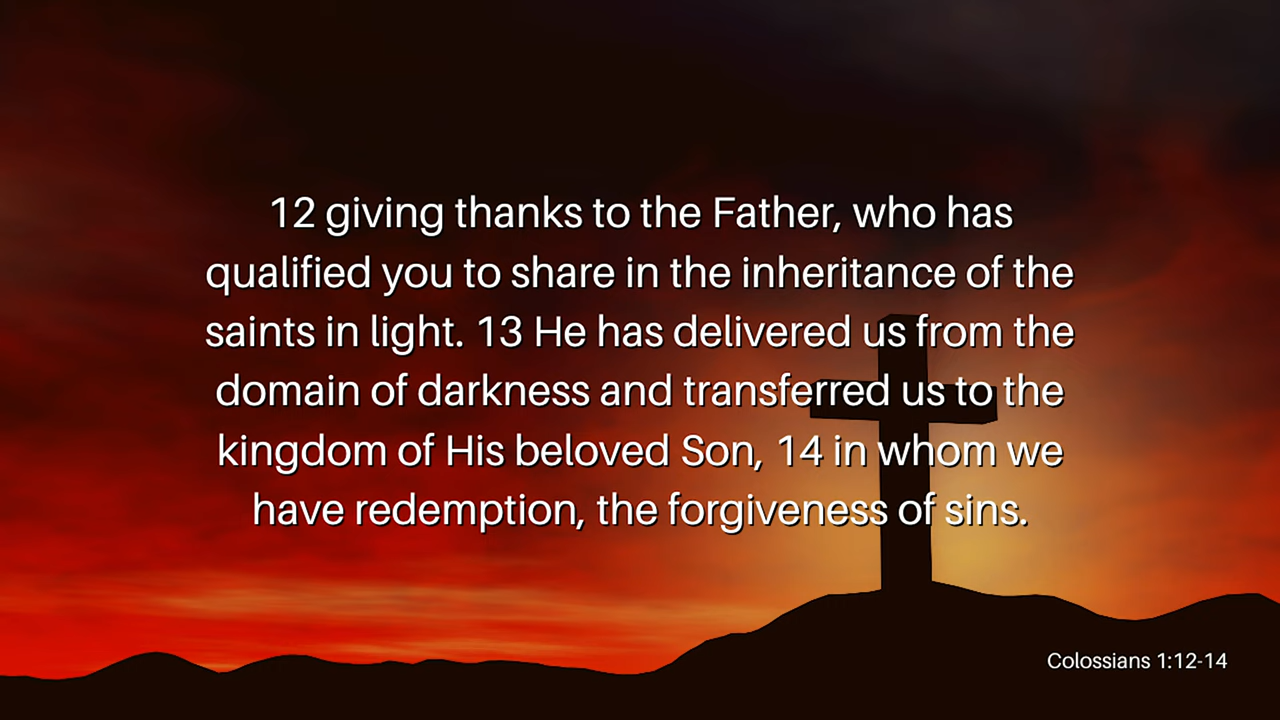 12 giving thanks to the Father, who has
qualified you to share in the inheritance of the
saints in light. 13 He has delivered us from the
domain of darkness and transferred us to the
kingdom of His beloved Son, 14 in whom we
have redemption, the forgiveness of sins.
Colossians 1:12-14